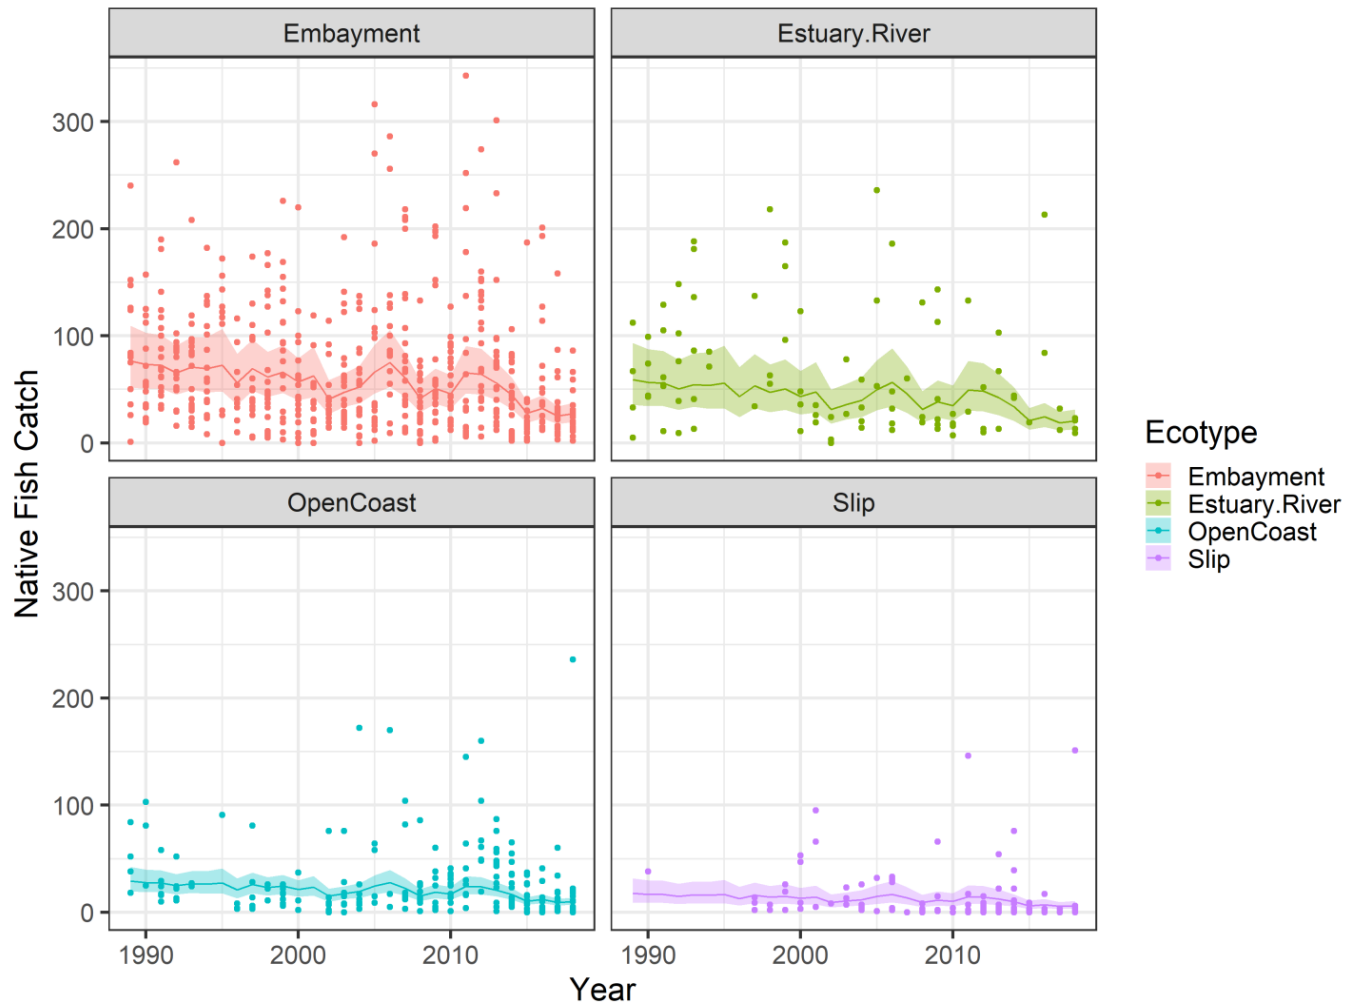 Embayment
Estuary.River
300
200
100
0
Native Fish Catch
OpenCoast
Slip
300
200
100
0
1990
2000
2010
1990
2000
2010
Year
Ecotype
Embayment
Estuary.River
OpenCoast
Slip